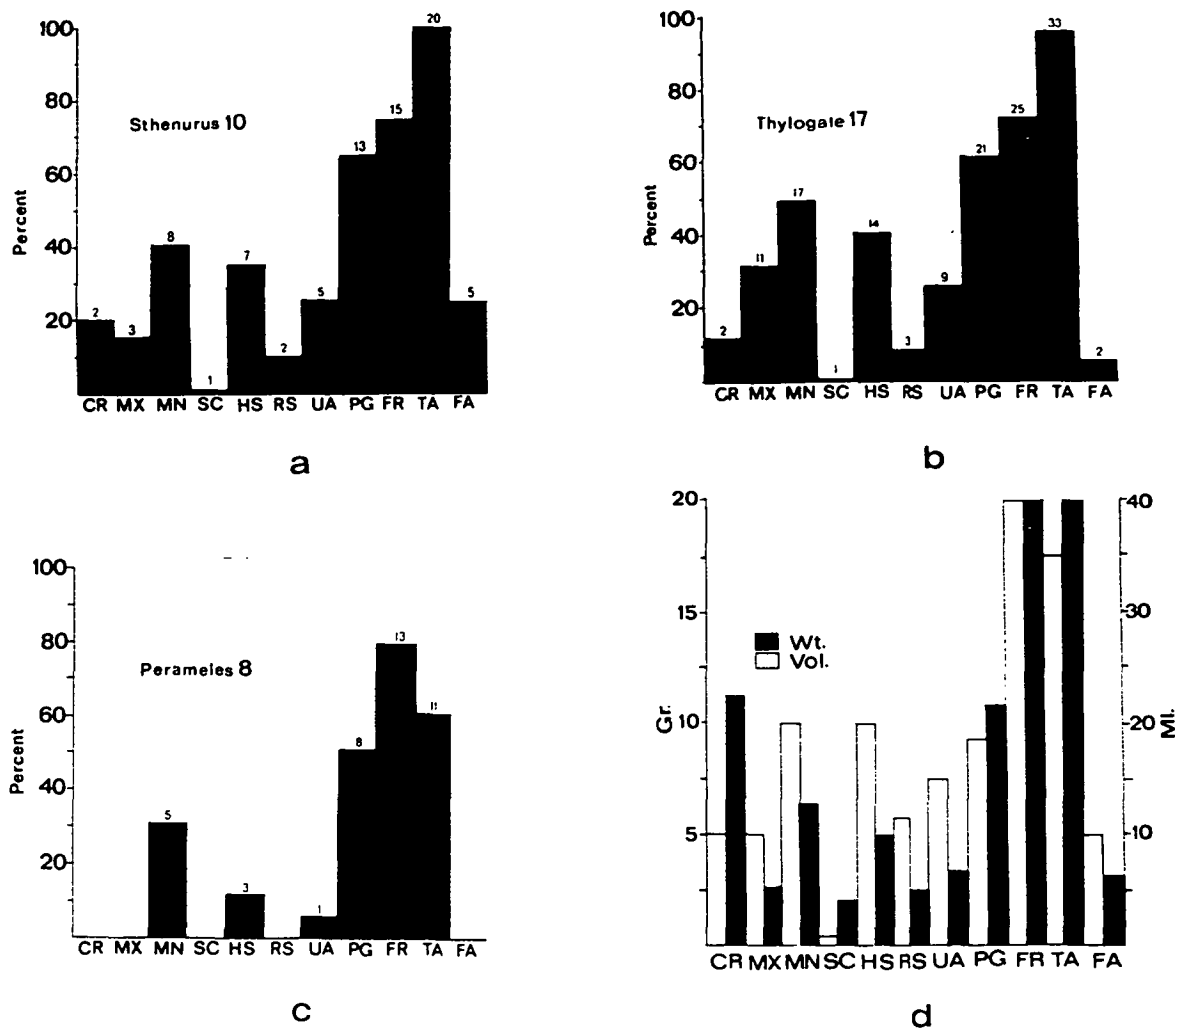 100
80
60
40
20
Percent
Sthenurus 10
2
3
8
1
7
2
5
13
15
20
5
CR MX MN SC HS RS UA PG FR TA FA
a
100
80
60
40
20
Percent
Thylogale 17
2
11
17
1
14
3
9
21
25
33
2
CR MX MN SC HS RS UA PG FR TA FA
b
100
80
60
40
20
Percent
Perameles 8
5
3
1
8
13
11
CR MX MN SC HS RS UA PG FR TA FA
c
20
15
10
5
Gr.
Wt.
Vol.
40
30
20
10
Ml.
CR MX MN SC HS RS UA PG FR TA FA
d